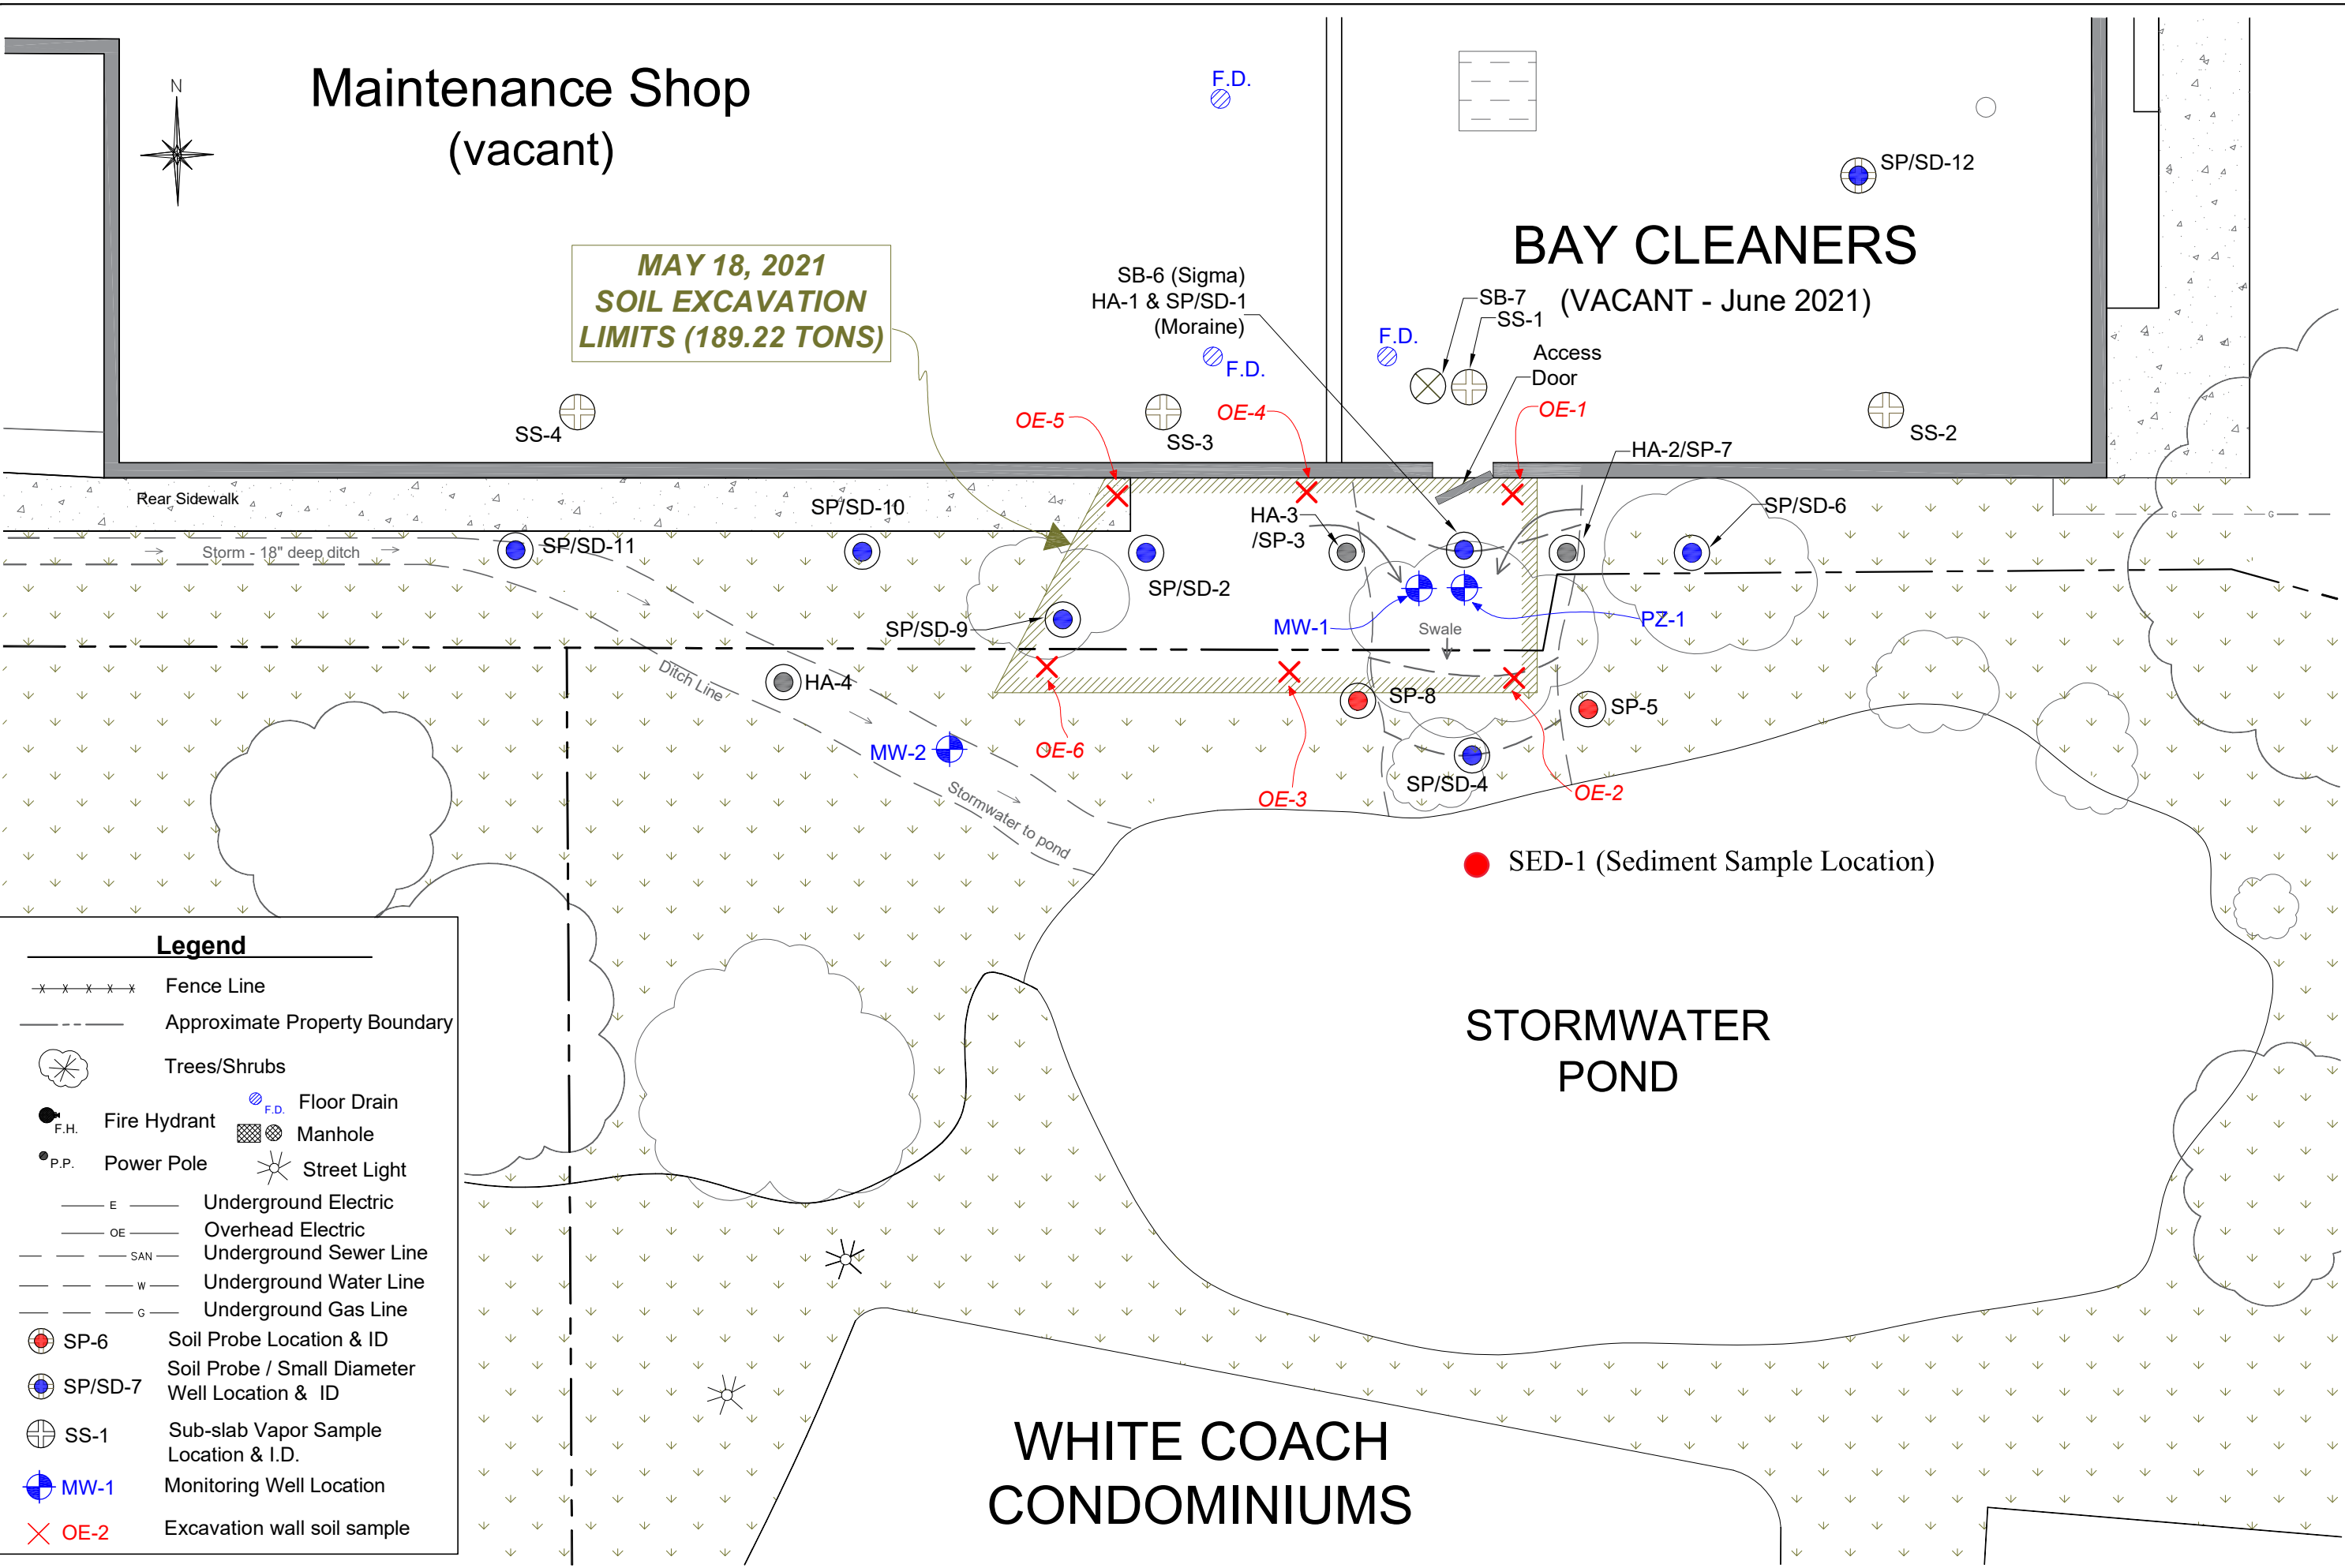 N
Maintenance Shop
(vacant)
F.D.
SP/SD-12
BAY CLEANERS
(VACANT - June 2021)
MAY 18, 2021
SOIL EXCAVATION
LIMITS (189.22 TONS)
SB-6 (Sigma)
HA-1 & SP/SD-1
(Moraine)
SB-7
SS-1
F.D.
F.D.
Access
Door
OE-5
OE-4
OE-1
SS-4
SS-3
SS-2
HA-2/SP-7
Rear Sidewalk
SP/SD-10
HA-3
/SP-3
SP/SD-6
G
G
Storm - 18" deep ditch
SP/SD-11
SP/SD-2
SP/SD-9
MW-1
Swale
PZ-1
Ditch Line
HA-4
SP-8
SP-5
MW-2
OE-6
SP/SD-4
OE-3
OE-2
Stormwater to pond
SED-1 (Sediment Sample Location)
STORMWATER
POND
WHITE COACH
CONDOMINIUMS
Legend
Fence Line
Approximate Property Boundary
Trees/Shrubs
F.H. Fire Hydrant
F.D. Floor Drain
Manhole
P.P. Power Pole
Street Light
E Underground Electric
OE Overhead Electric
SAN Underground Sewer Line
W Underground Water Line
G Underground Gas Line
SP-6 Soil Probe Location & ID
SP/SD-7 Soil Probe / Small Diameter
Well Location & ID
SS-1 Sub-slab Vapor Sample
Location & I.D.
MW-1 Monitoring Well Location
OE-2 Excavation wall soil sample